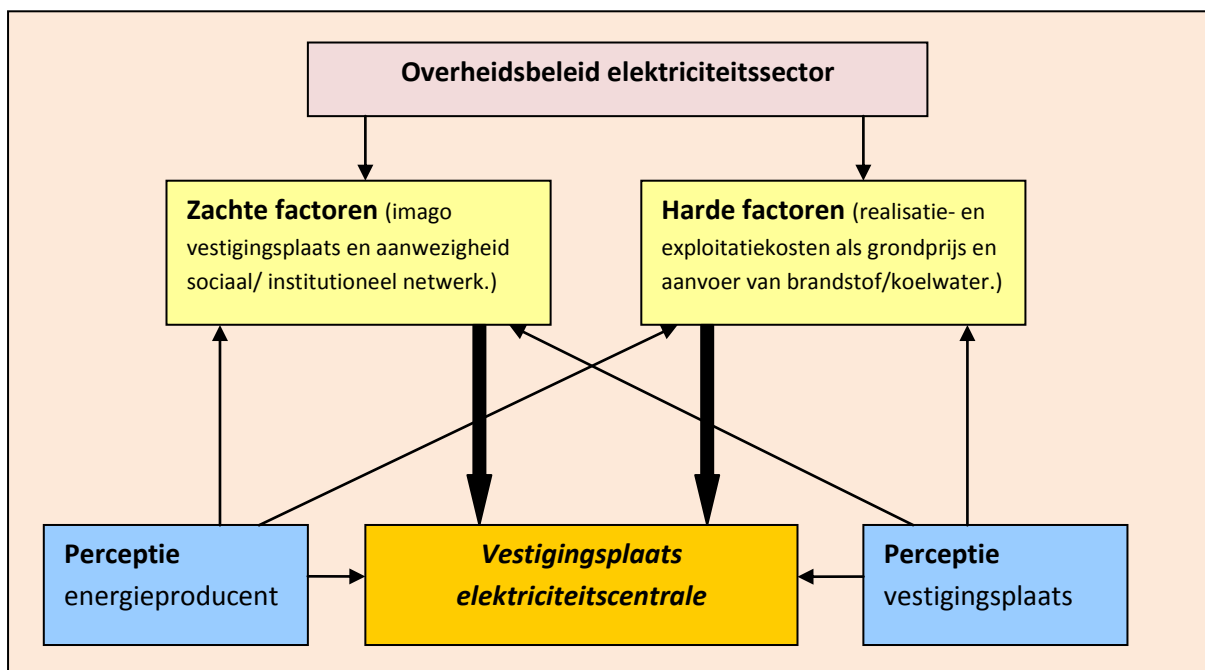 Overheidsbeleid elektriciteitssector
Zachte factoren (imago
vestigingsplaats en aanwezigheid
sociaal/ institutioneel netwerk.)
Harde factoren (realisatie- en
exploitatiekosten als grondprijs en
aanvoer van brandstof/koelwater.)
Perceptie
energieproducent
Vestigingsplaats
elektriciteitscentrale
Perceptie
vestigingsplaats